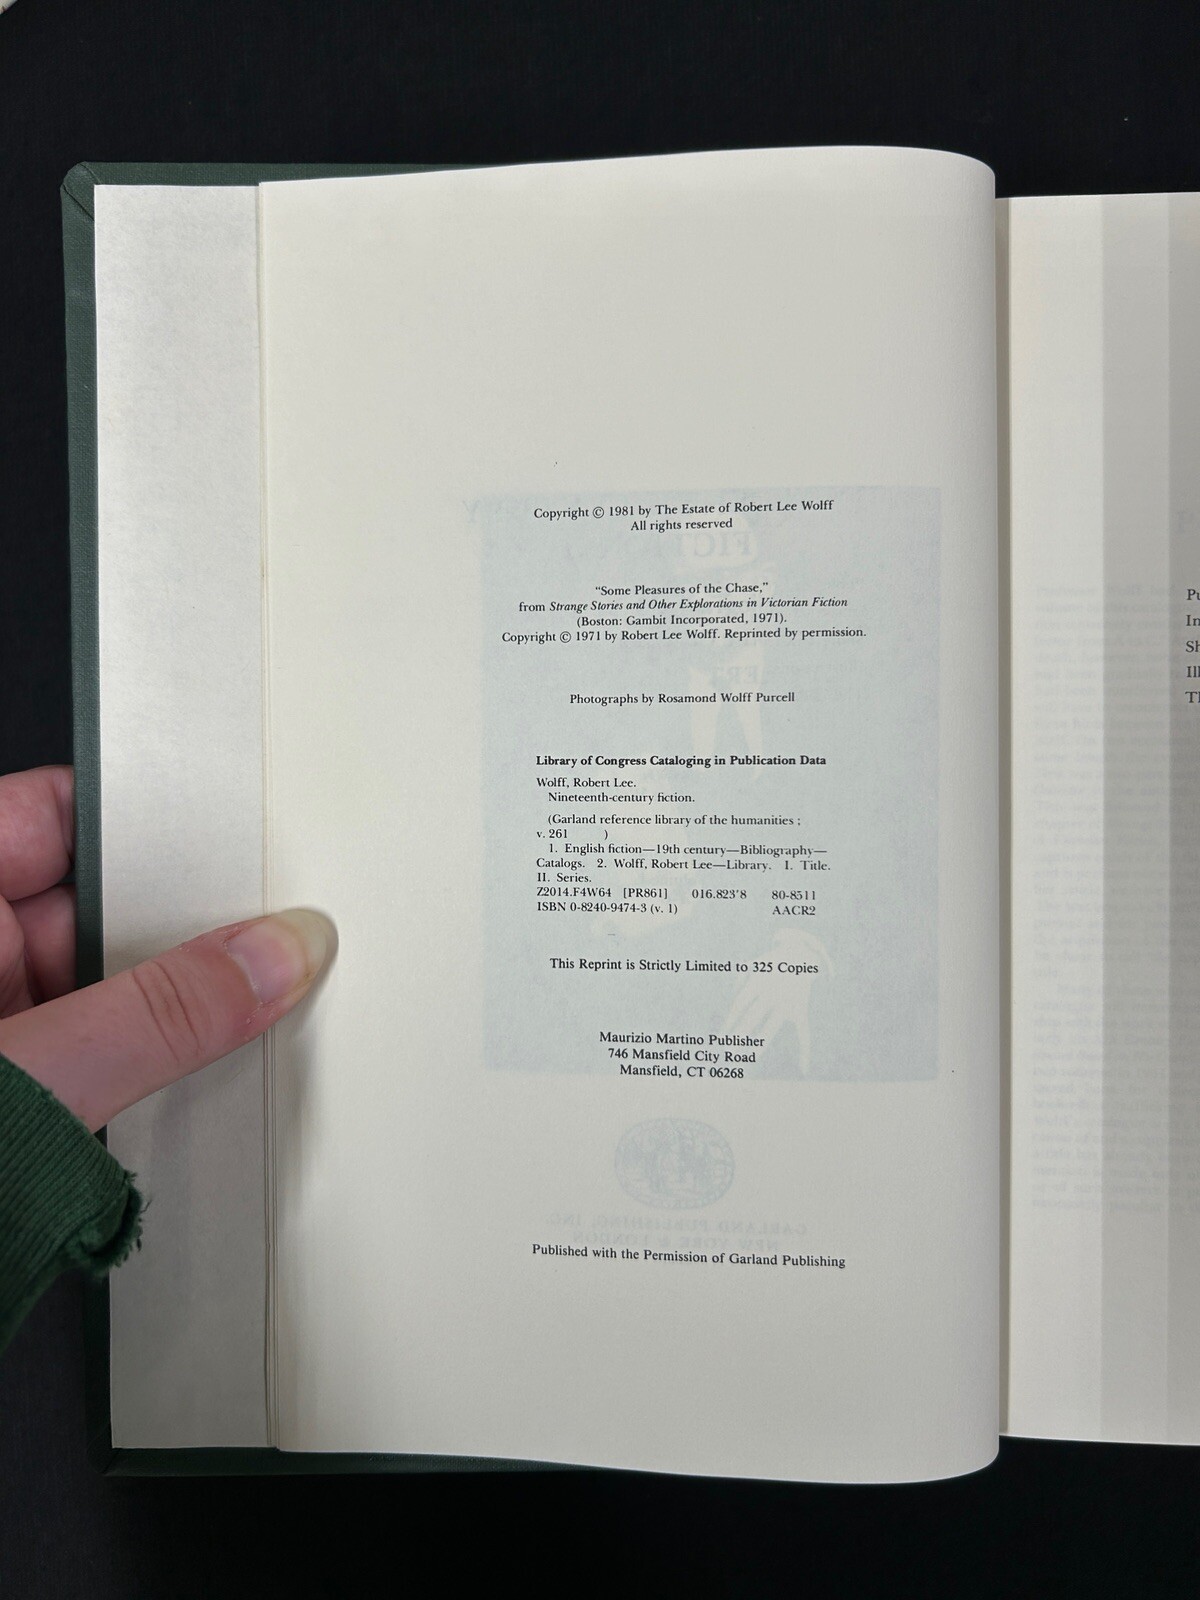 Copyright © 1981 by The Estate of Robert Lee Wolff
All rights reserved
“Some Pleasures of the Chase,”
from Strange Stories and Other Explorations in Victorian Fiction
(Boston: Gambit Incorporated, 1971).
Copyright © 1971 by Robert Lee Wolff. Reprinted by permission.
Photographs by Rosamond Wolff Purcell
Library of Congress Cataloging in Publication Data
Wolff, Robert Lee.
Nineteenth-century fiction.
(Garland reference library of the humanities ;
v. 261 )
1. English fiction—19th century—Bibliography—
Catalogs. 2. Wolff, Robert Lee—Library. I. Title.
II. Series.
Z2014.F4W64 [PR861] 016.823'8 80-8511
ISBN 0-8240-9474-3 (v. 1) AACR2
This Reprint is Strictly Limited to 325 Copies
Maurizio Martino Publisher
746 Mansfield City Road
Mansfield, CT 06268
GARLAND PUBLISHING, INC.
NEW YORK & LONDON
Published with the Permission of Garland Publishing